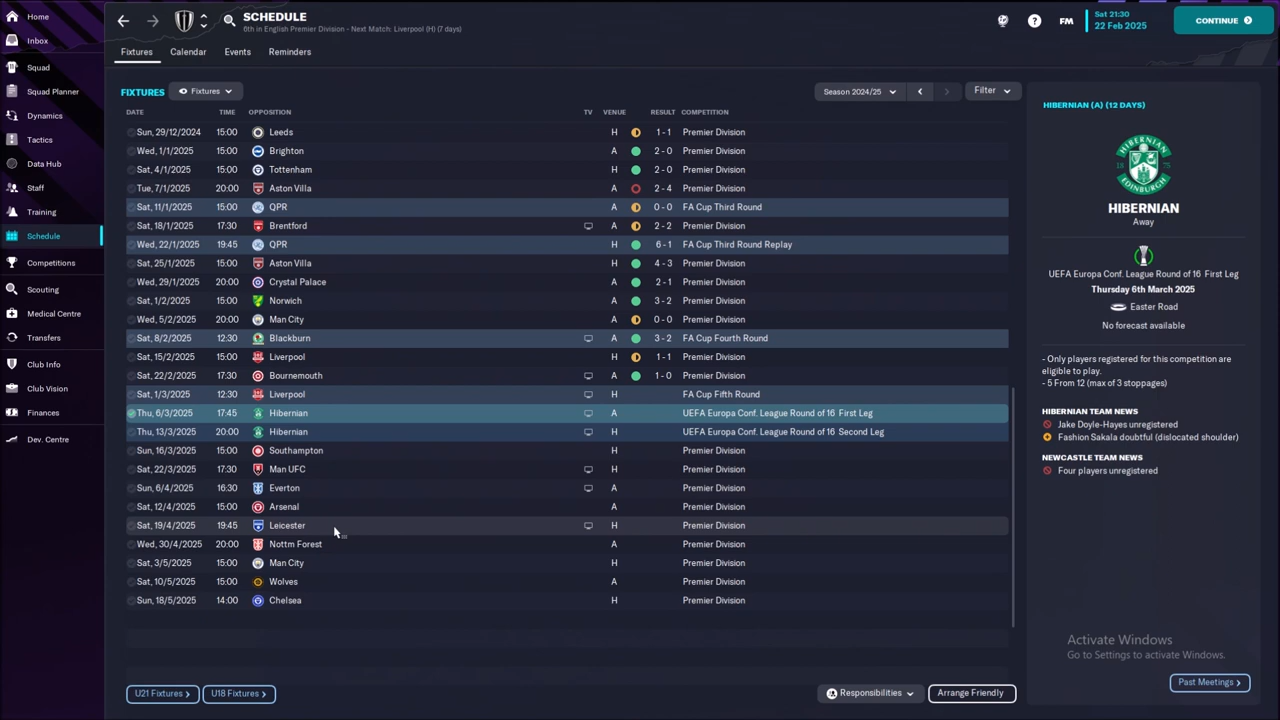 Home
Inbox
Squad
Squad Planner
Dynamics
Tactics
Data Hub
Staff
Training
Schedule
Competitions
Scouting
Medical Centre
Transfers
Club Info
Club Vision
Finances
Dev. Centre
SCHEDULE
6th in English Premier Division - Next Match: Liverpool (H) (7 days)
FM
Sat 21:30
22 Feb 2025
CONTINUE
Fixtures Calendar Events Reminders
FIXTURES Fixtures Season 2024/25 Filter
DATE TIME OPPOSITION TV VENUE RESULT COMPETITION
Sun, 29/12/2024 15:00 Leeds H 1 - 1 Premier Division
Wed, 1/1/2025 15:00 Brighton A 2 - 0 Premier Division
Sat, 4/1/2025 15:00 Tottenham H 2 - 0 Premier Division
Tue, 7/1/2025 20:00 Aston Villa A 2 - 4 Premier Division
Sat, 11/1/2025 15:00 QPR A 0 - 0 FA Cup Third Round
Sat, 18/1/2025 17:30 Brentford A 2 - 2 Premier Division
Wed, 22/1/2025 19:45 QPR H 6 - 1 FA Cup Third Round Replay
Sat, 25/1/2025 15:00 Aston Villa H 4 - 3 Premier Division
Wed, 29/1/2025 20:00 Crystal Palace A 2 - 1 Premier Division
Sat, 1/2/2025 15:00 Norwich A 3 - 2 Premier Division
Wed, 5/2/2025 20:00 Man City A 0 - 0 Premier Division
Sat, 8/2/2025 12:30 Blackburn A 3 - 2 FA Cup Fourth Round
Sat, 15/2/2025 15:00 Liverpool H 1 - 1 Premier Division
Sat, 22/2/2025 17:30 Bournemouth A 1 - 0 Premier Division
Sat, 1/3/2025 12:30 Liverpool H FA Cup Fifth Round
Thu, 6/3/2025 17:45 Hibernian A UEFA Europa Conf. League Round of 16 First Leg
Thu, 13/3/2025 20:00 Hibernian H UEFA Europa Conf. League Round of 16 Second Leg
Sun, 16/3/2025 15:00 Southampton H Premier Division
Sat, 22/3/2025 17:30 Man UFC H Premier Division
Sun, 6/4/2025 16:30 Everton A Premier Division
Sat, 12/4/2025 15:00 Arsenal A Premier Division
Sat, 19/4/2025 19:45 Leicester H Premier Division
Wed, 30/4/2025 20:00 Nottm Forest A Premier Division
Sat, 3/5/2025 15:00 Man City H Premier Division
Sat, 10/5/2025 15:00 Wolves A Premier Division
Sun, 18/5/2025 14:00 Chelsea H Premier Division
U21 Fixtures U18 Fixtures Responsibilities Arrange Friendly
HIBERNIAN (A) (12 DAYS)
HIBERNIAN
Away
UEFA Europa Conf. League Round of 16 First Leg
Thursday 6th March 2025
Easter Road
No forecast available
- Only players registered for this competition are
eligible to play.
- 5 From 12 (max of 3 stoppages)
HIBERNIAN TEAM NEWS
Jake Doyle-Hayes unregistered
Fashion Sakala doubtful (dislocated shoulder)
NEWCASTLE TEAM NEWS
Four players unregistered
Activate Windows
Go to Settings to activate Windows.
Past Meetings